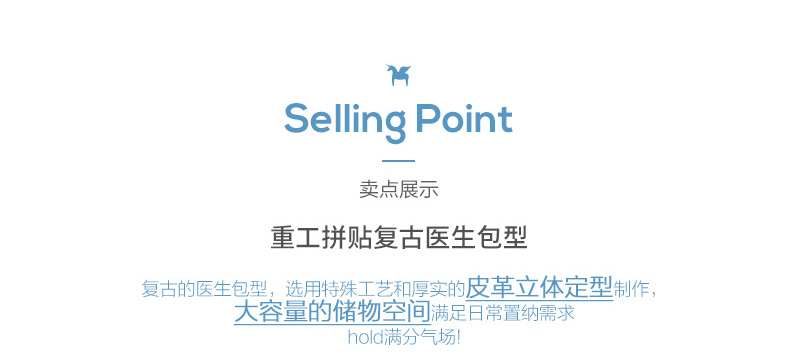 Selling Point
卖点展示
重工拼贴复古医生包型
复古的医生包型，选用特殊工艺和厚实的皮革立体定型制作，
大容量的储物空间满足日常置纳需求
hold满分气场!